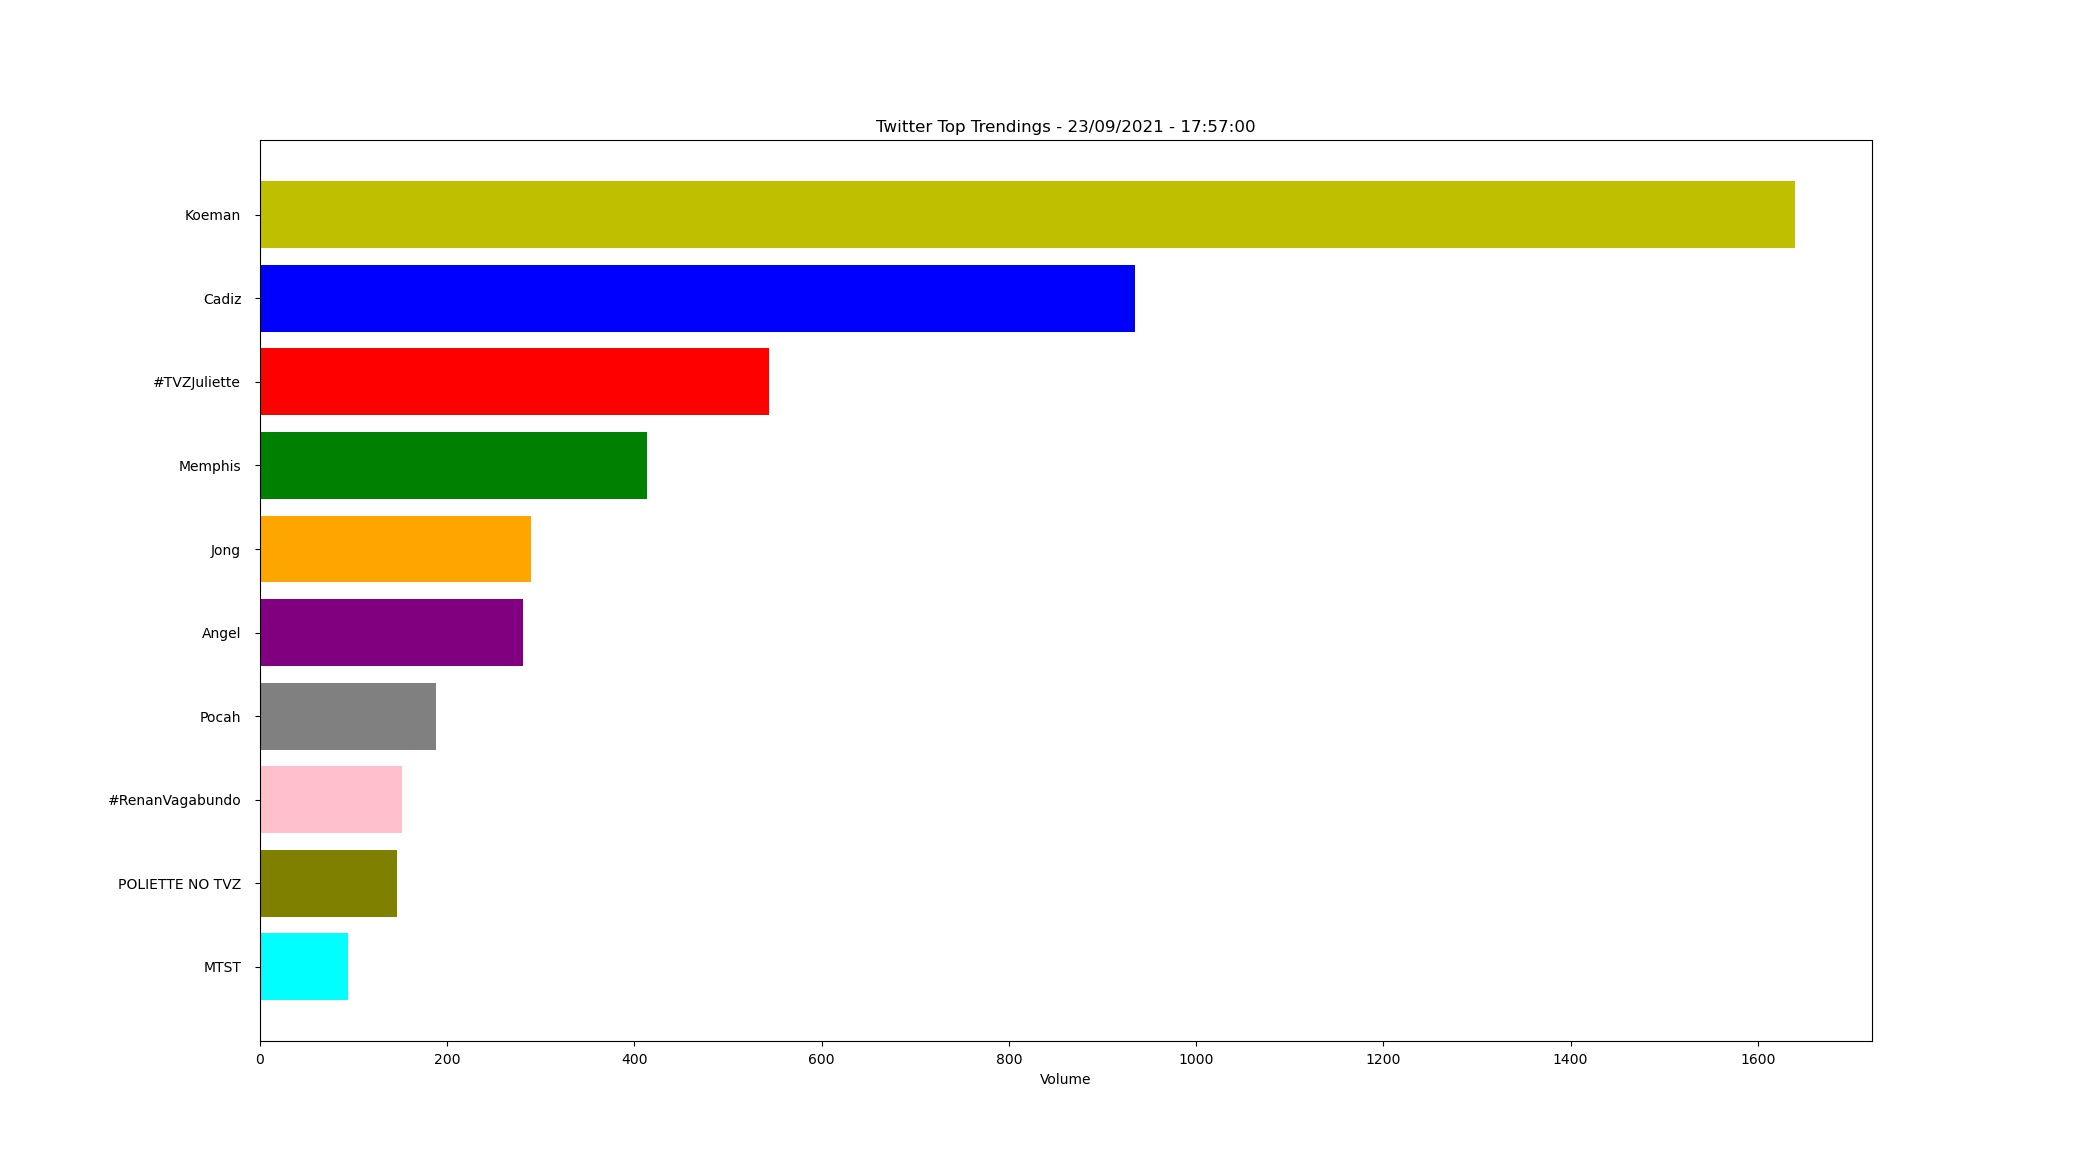 Twitter Top Trendings - 23/09/2021 - 17:57:00
Koeman
Cadiz
#TVZJuliette
Memphis
Jong
Angel
Pocah
#RenanVagabundo
POLIETTE NO TVZ
MTST
0 200 400 600 800 1000 1200 1400 1600
Volume